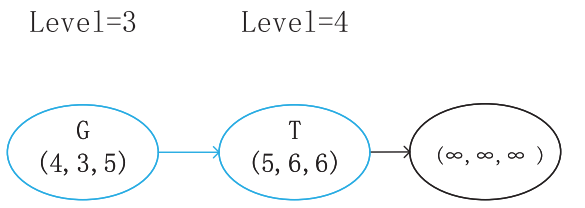 Level=3 Level=4
G T
(4,3,5) (5,6,6) (∞,∞,∞ )